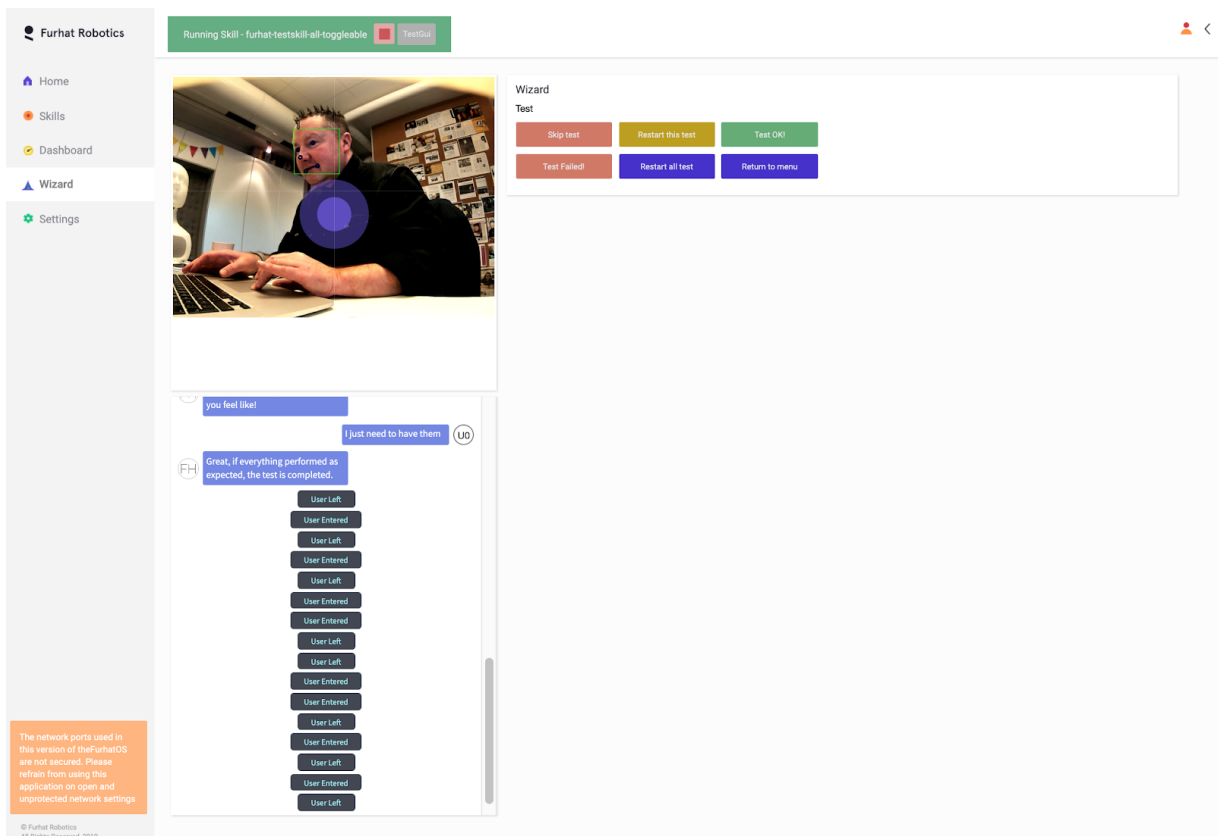 Furhat Robotics
Running Skill - furhat-testskill-all-toggleable
TestGui
Home
Skills
Dashboard
Wizard
Settings
Wizard
Test
Skip test
Restart this test
Test OK!
Test Failed!
Restart all test
Return to menu
you feel like!
I just need to have them
U0
FH
Great, if everything performed as
expected, the test is completed.
User Left
User Entered
User Left
User Entered
User Left
User Entered
User Entered
User Left
User Left
User Entered
User Entered
User Left
User Entered
User Left
User Entered
User Left
The network ports used in
this version of theFurhatOS
are not secured. Please
refrain from using this
application on open and
unprotected network settings
© Furhat Robotics
All Rights Reserved, 2019